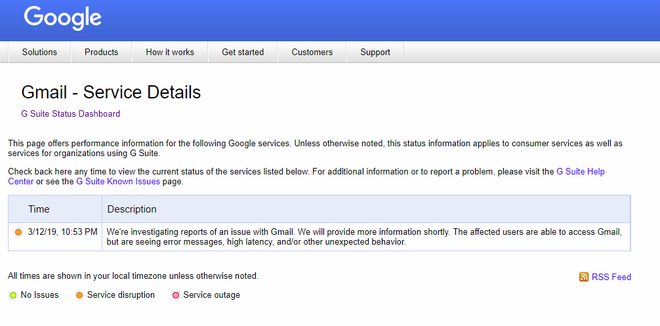 Google
Solutions Products How it works Get started Customers Support
Gmail - Service Details
G Suite Status Dashboard
This page offers performance information for the following Google services. Unless otherwise noted, this status information applies to consumer services as well as
services for organizations using G Suite.
Check back here any time to view the current status of the services listed below. For additional information or to report a problem, please visit the G Suite Help
Center or see the G Suite Known Issues page.
Time Description
3/12/19, 10:53 PM We're investigating reports of an issue with Gmail. We will provide more information shortly. The affected users are able to access Gmail,
but are seeing error messages, high latency, and/or other unexpected behavior.
All times are shown in your local timezone unless otherwise noted.
RSS Feed
No Issues Service disruption Service outage